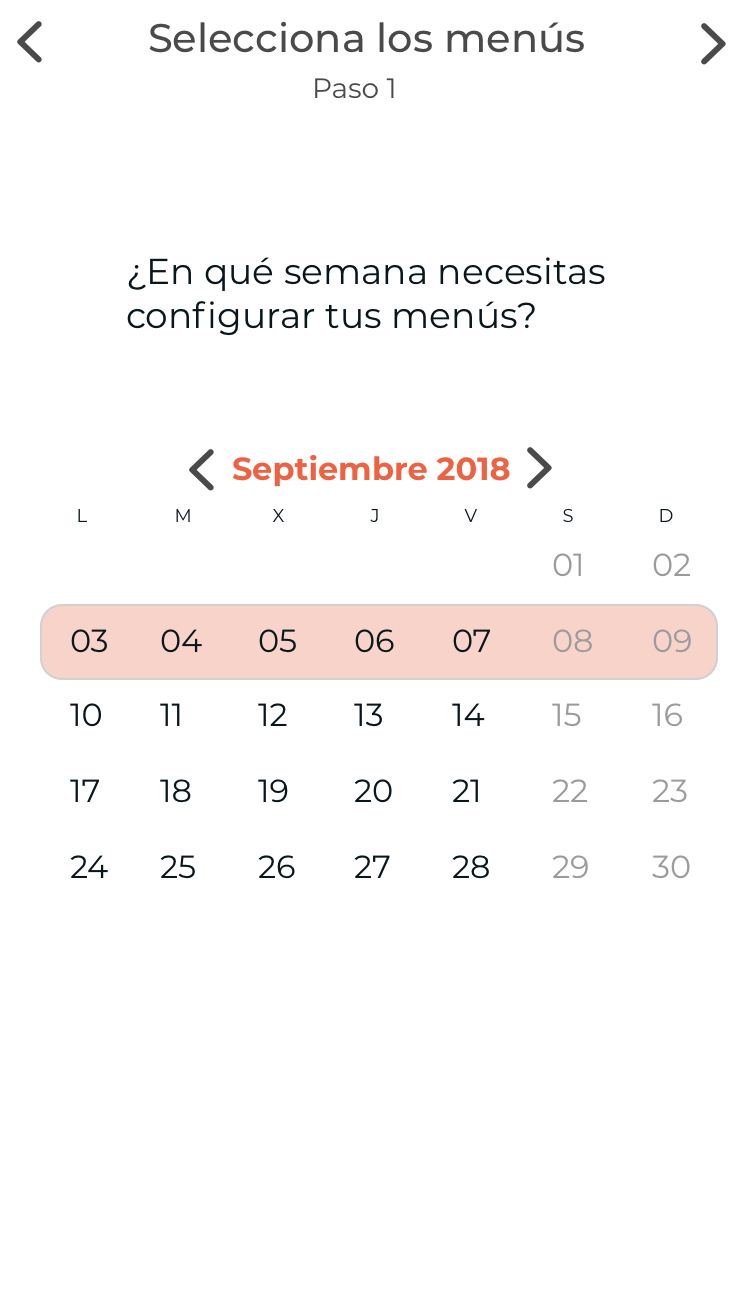 Selecciona los menús
Paso 1
¿En qué semana necesitas
configurar tus menús?
Septiembre 2018
L M X J V S D
01 02
03 04 05 06 07 08 09
10 11 12 13 14 15 16
17 18 19 20 21 22 23
24 25 26 27 28 29 30